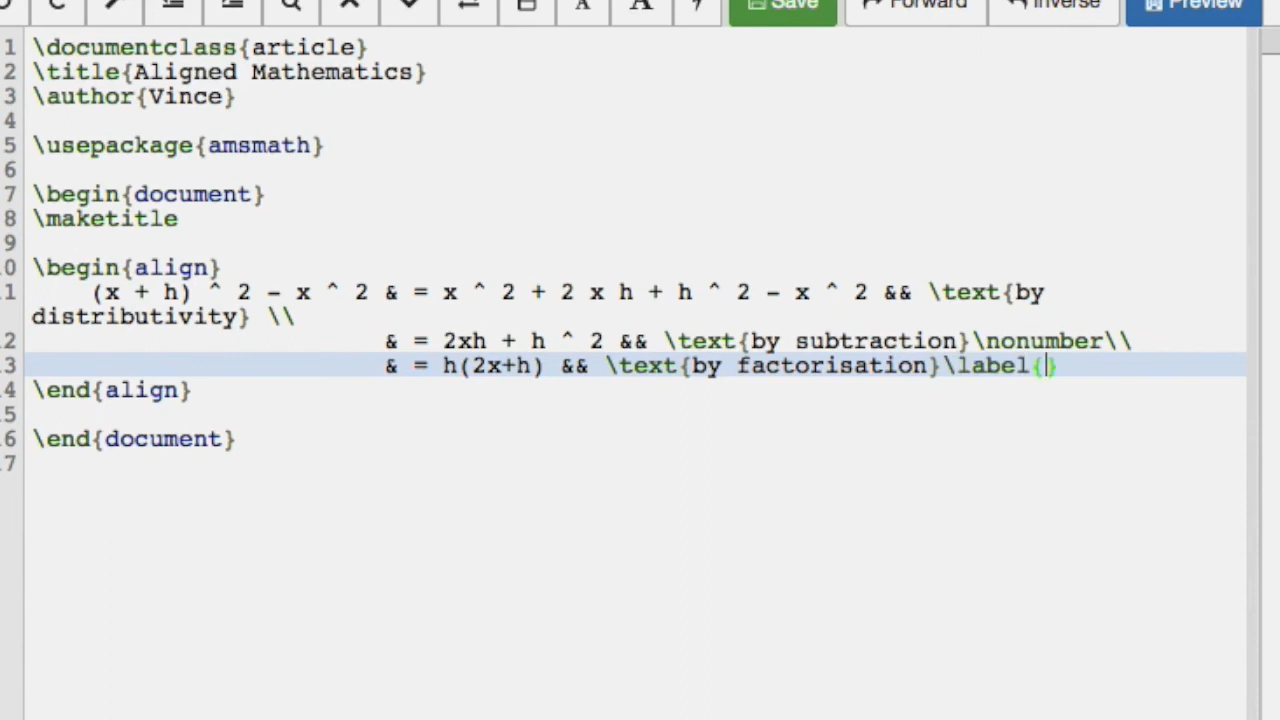 Save Forward Inverse Preview
1 \documentclass{article}
2 \title{Aligned Mathematics}
3 \author{Vince}
4
5 \usepackage{amsmath}
6
7 \begin{document}
8 \maketitle
9
0 \begin{align}
1 (x + h) ^ 2 - x ^ 2 & = x ^ 2 + 2 x h + h ^ 2 - x ^ 2 && \text{by
distributivity} \\
2 & = 2xh + h ^ 2 && \text{by subtraction}\nonumber\\
3 & = h(2x+h) && \text{by factorisation}\label{}
4 \end{align}
5
6 \end{document}
7